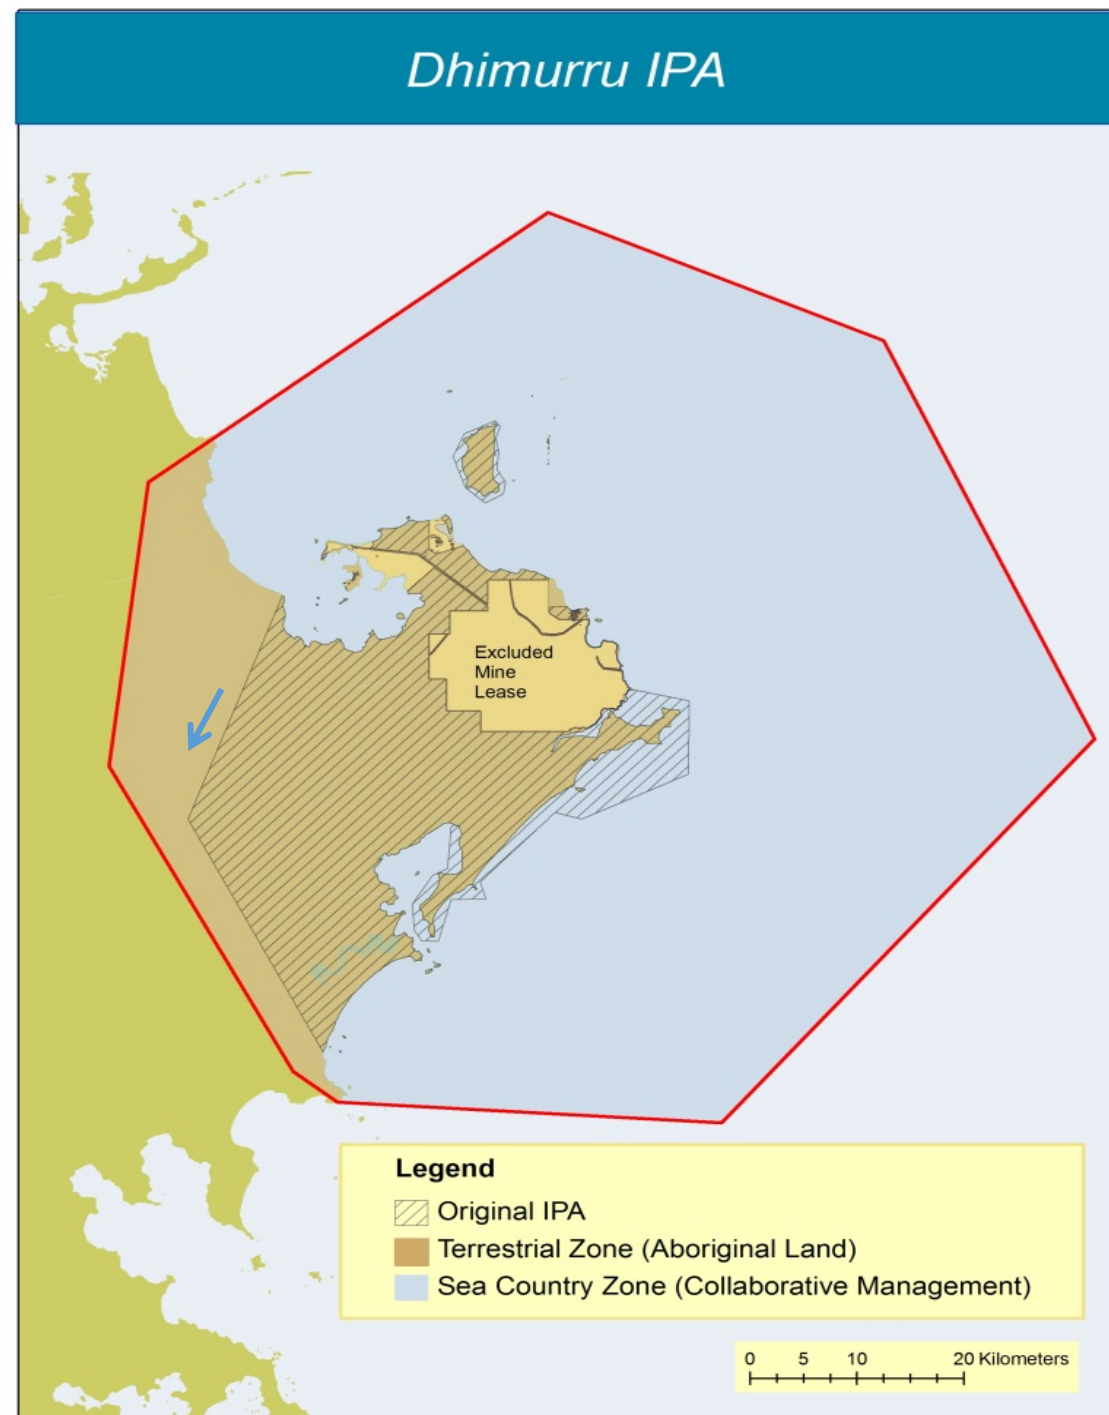 Dhimurru IPA
Excluded
Mine
Lease
Legend
Original IPA
Terrestrial Zone (Aboriginal Land)
Sea Country Zone (Collaborative Management)
0 5 10 20 Kilometers